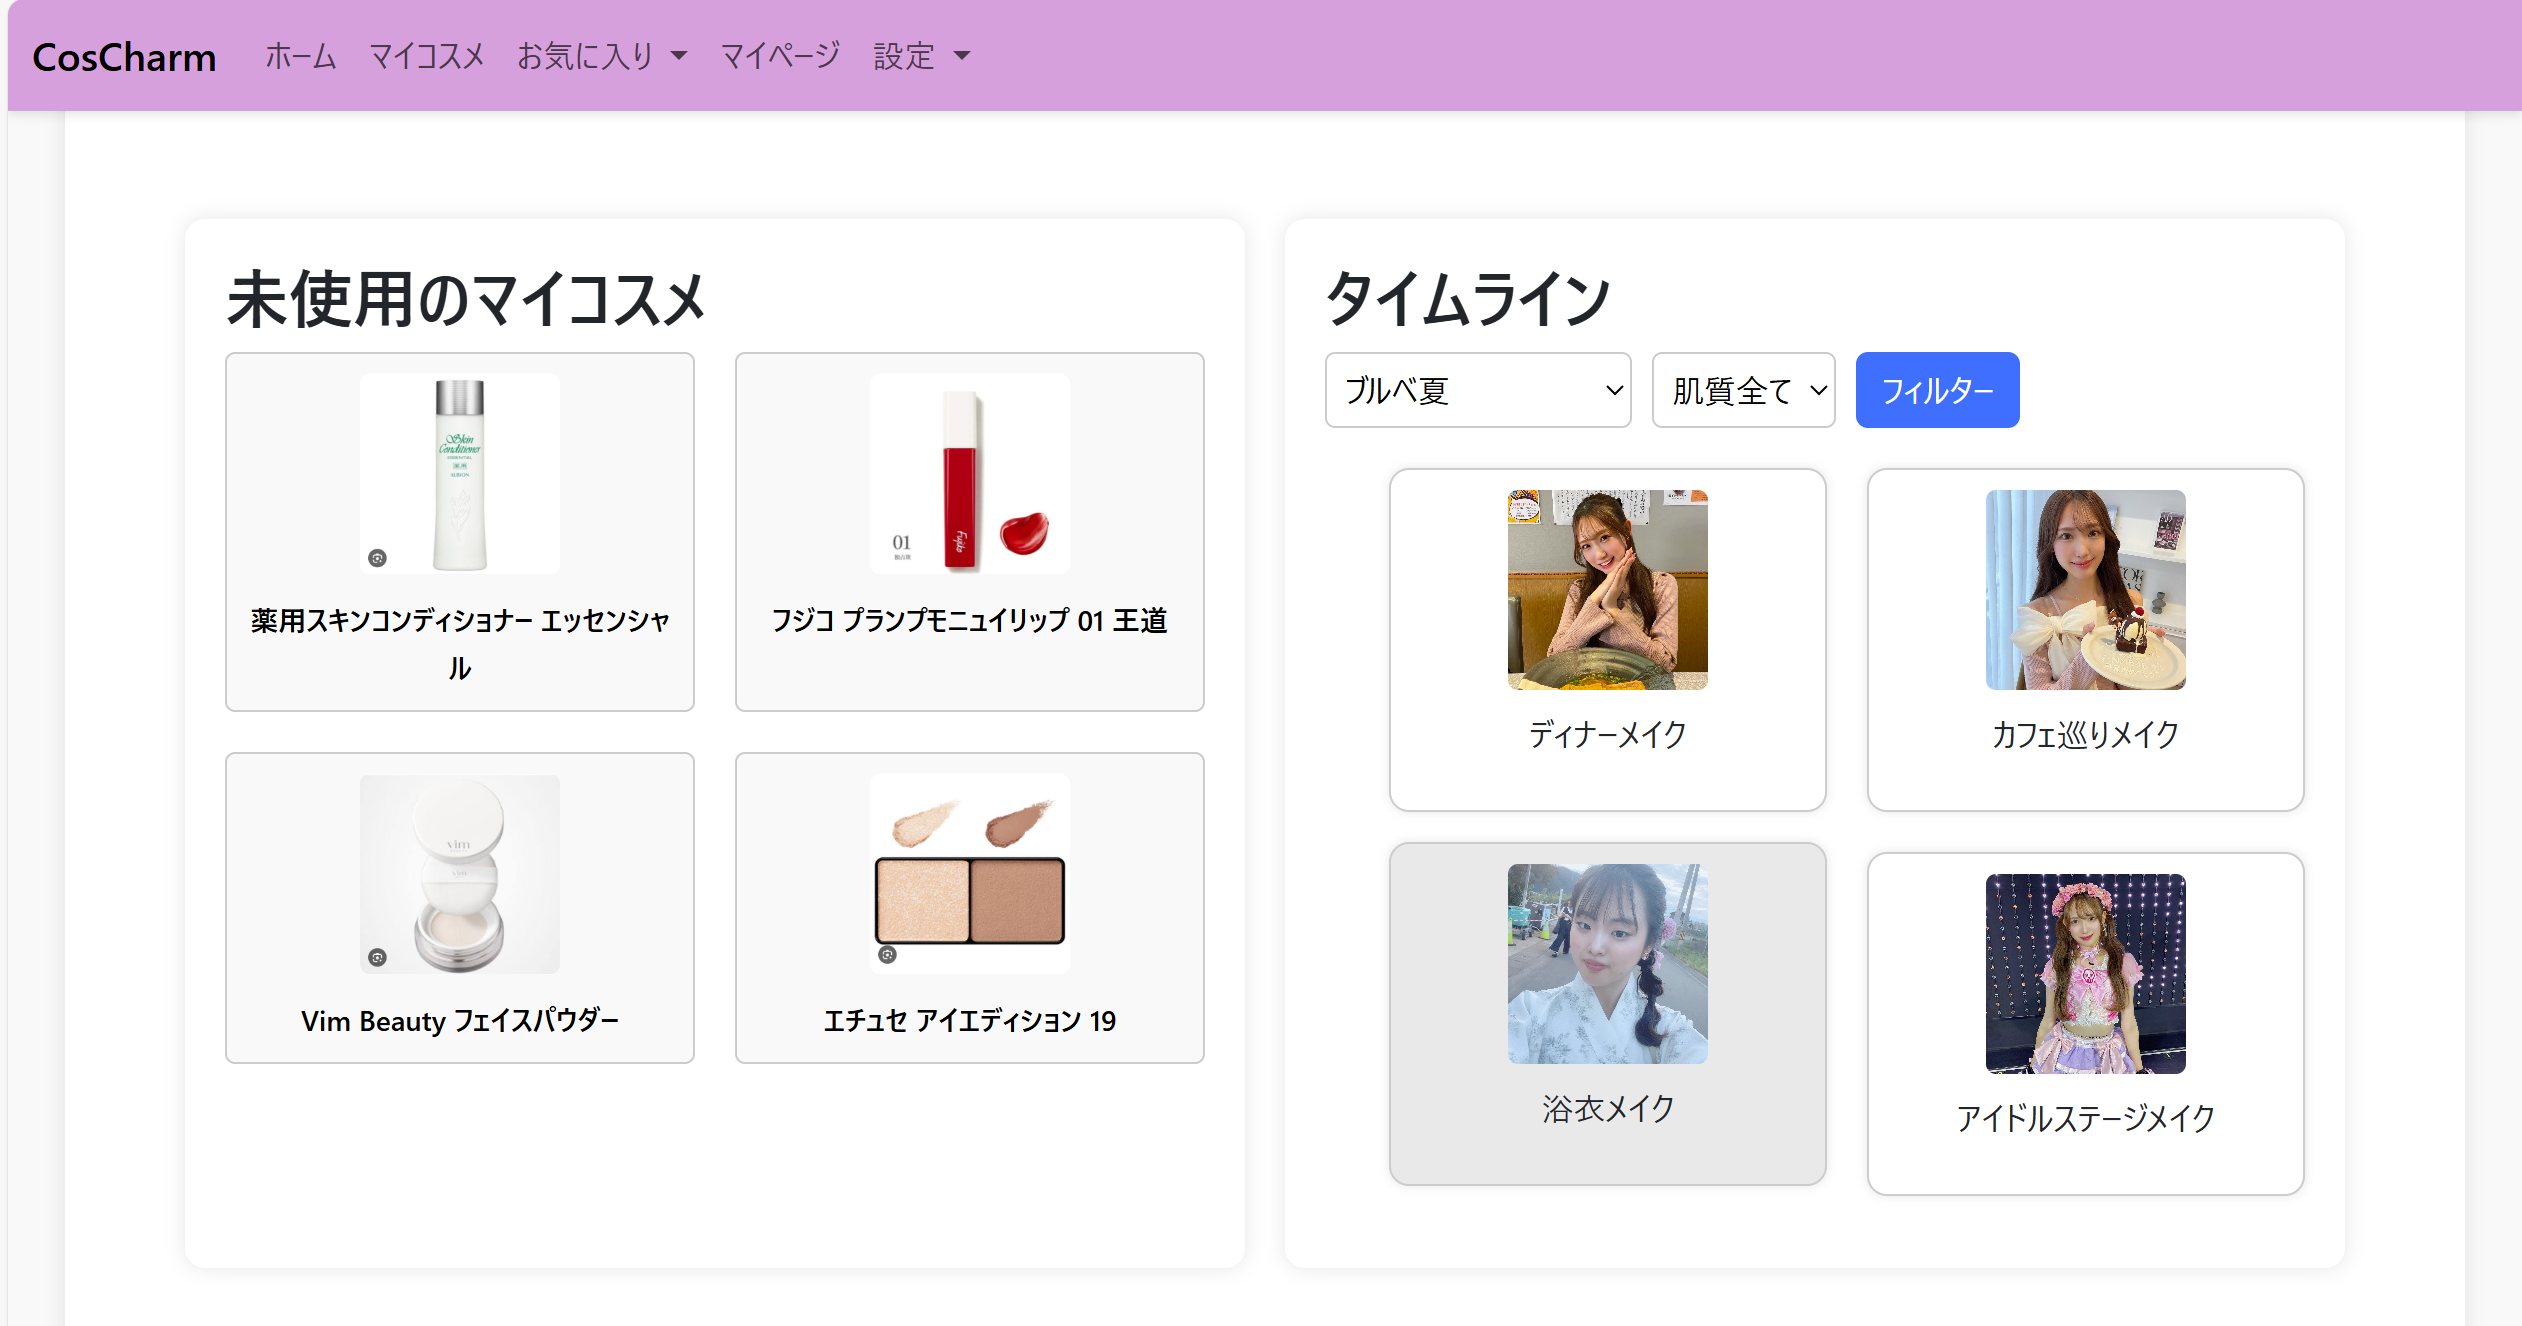 CosCharm
ホーム
マイコスメ
お気に入り
マイページ
設定
未使用のマイコスメ
Skin
Conditioner
ESSENTIAL
薬用
ALBION
薬用スキンコンディショナー エッセンシャ
ル
01
Fujiko
フジコ プランプモニュイリップ 01 王道
vim
vim
Vim Beauty フェイスパウダー
エチュセ アイエディション 19
タイムライン
ブルベ夏
肌質全て
フィルター
ディナーメイク
カフェ巡りメイク
浴衣メイク
アイドルステージメイク